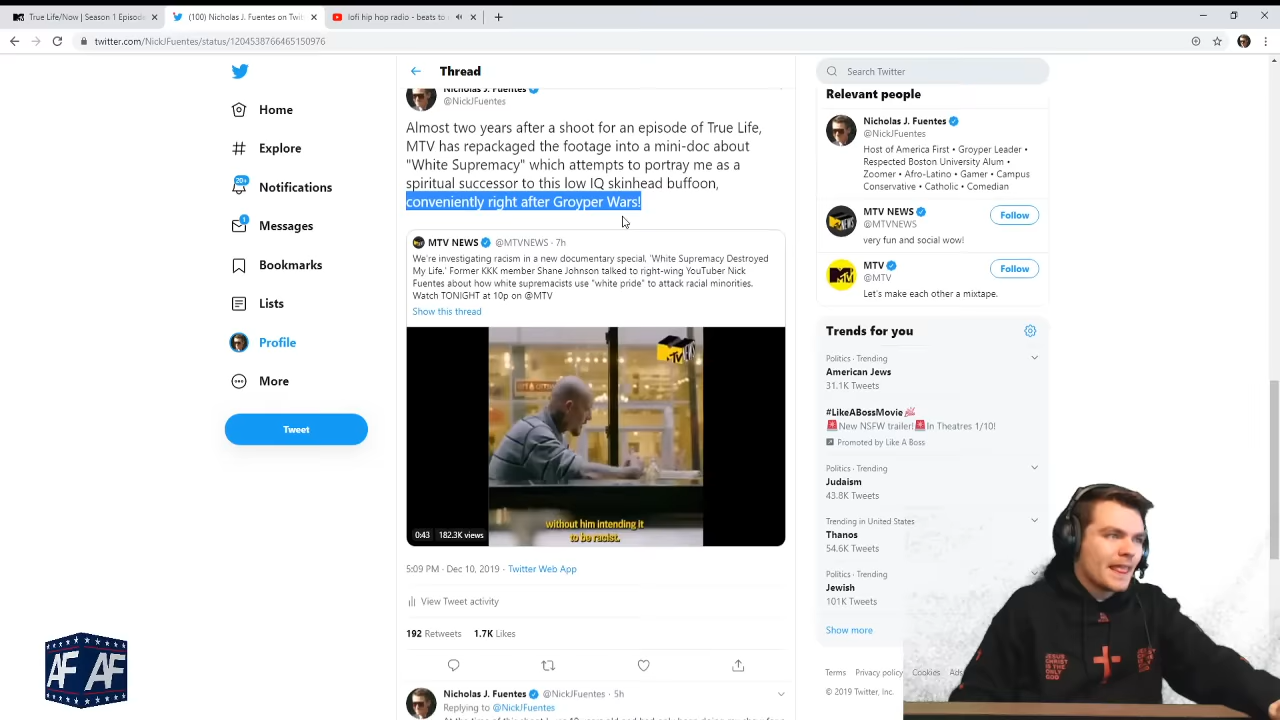 True Life/Now | Season 1 Episode
(100) Nicholas J. Fuentes on Twit
lofi hip hop radio - beats to
twitter.com/NickJFuentes/status/1204538766465150976
Home
Explore
20+
Notifications
1
Messages
Bookmarks
Lists
Profile
More
Tweet
Thread
Nicholas J. Fuentes
@NickJFuentes
Almost two years after a shoot for an episode of True Life,
MTV has repackaged the footage into a mini-doc about
"White Supremacy" which attempts to portray me as a
spiritual successor to this low IQ skinhead buffoon,
conveniently right after Groyper Wars!
MTV NEWS @MTVNEWS · 7h
We're investigating racism in a new documentary special, 'White Supremacy Destroyed
My Life.' Former KKK member Shane Johnson talked to right-wing YouTuber Nick
Fuentes about how white supremacists use "white pride" to attack racial minorities.
Watch TONIGHT at 10p on @MTV
Show this thread
MTV NEWS
without him intending it
to be racist.
0:43 182.3K views
5:09 PM · Dec 10, 2019 · Twitter Web App
View Tweet activity
192 Retweets 1.7K Likes
Nicholas J. Fuentes @NickJFuentes · 5h
Replying to @NickJFuentes
Search Twitter
Relevant people
Nicholas J. Fuentes
@NickJFuentes
Host of America First • Groyper Leader •
Respected Boston University Alum •
Zoomer • Afro-Latino • Gamer • Campus
Conservative • Catholic • Comedian
MTV NEWS
@MTVNEWS
Follow
very fun and social wow!
MTV
@MTV
Follow
Let's make each other a mixtape.
Trends for you
Politics · Trending
American Jews
31.1K Tweets
#LikeABossMovie
New NSFW trailer! In Theatres 1/10!
Promoted by Like A Boss
Politics · Trending
Judaism
43.8K Tweets
Trending in United States
Thanos
54.6K Tweets
Politics · Trending
Jewish
101K Tweets
Show more
Terms Privacy policy Cookies Ads
© 2019 Twitter, Inc.
JESUS
CHRIST
IS THE
ONLY
GOD
AF AF